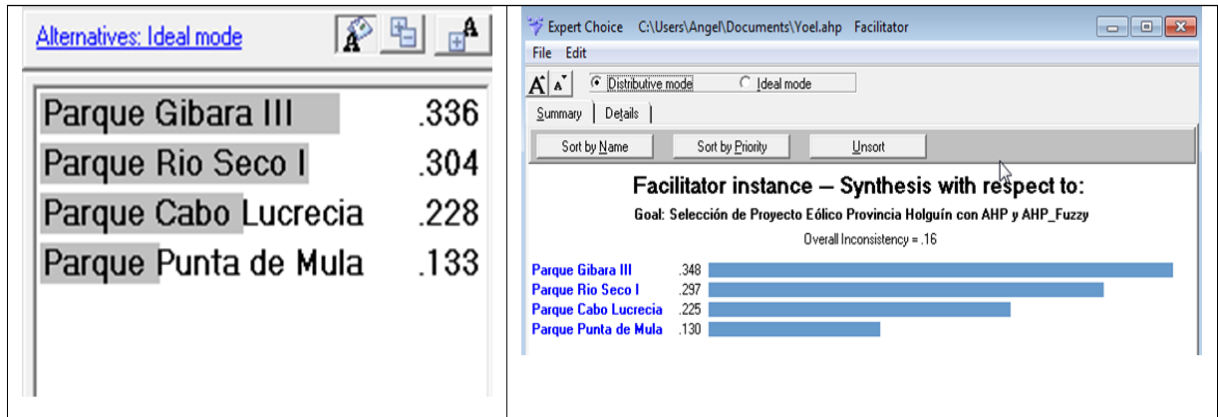 Alternatives: Ideal mode
Parque Gibara III .336
Parque Rio Seco I .304
Parque Cabo Lucrecia .228
Parque Punta de Mula .133
Expert Choice C:\Users\Angel\Documents\Yoel.ahp Facilitator
File Edit
A A Distributive mode Ideal mode
Summary Details
Sort by Name Sort by Priority Unsort
Facilitator instance -- Synthesis with respect to:
Goal: Selección de Proyecto Eólico Provincia Holguín con AHP y AHP_Fuzzy
Overall Inconsistency = .16
Parque Gibara III .348
Parque Rio Seco I .297
Parque Cabo Lucrecia .225
Parque Punta de Mula .130